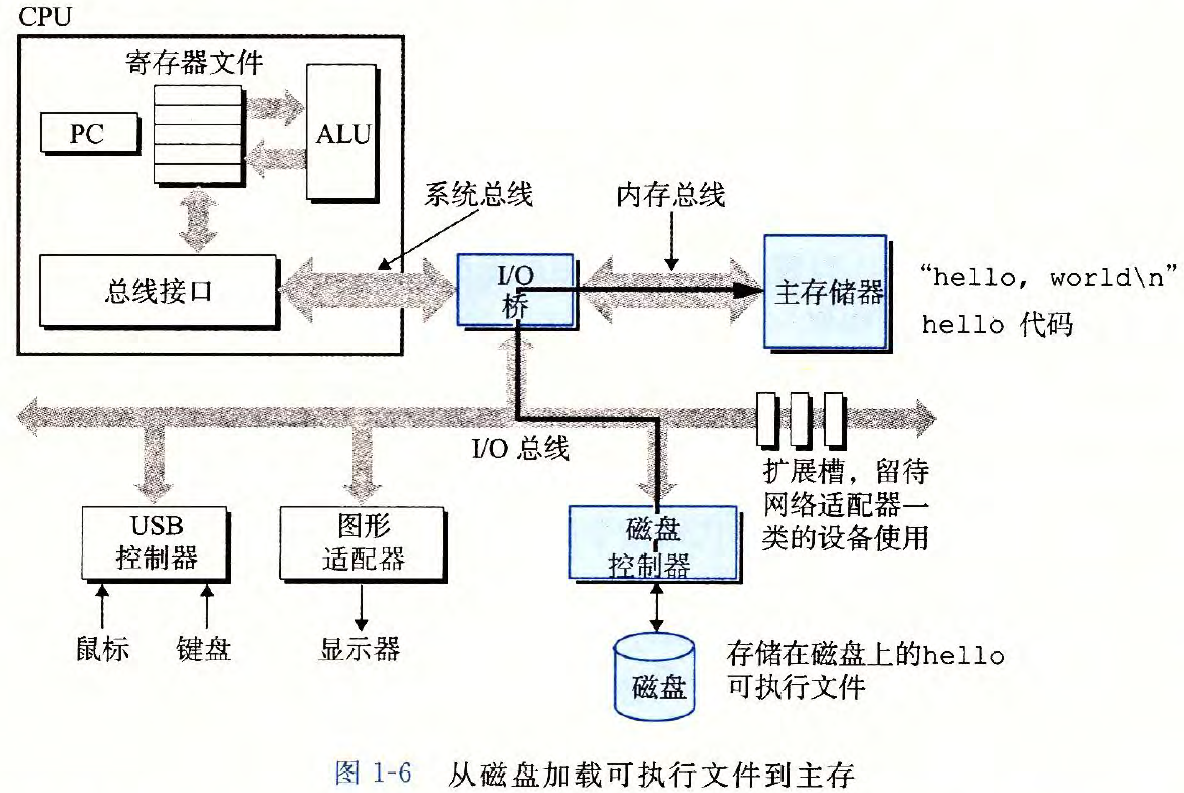 CPU
寄存器文件
PC
ALU
系统总线
内存总线
总线接口
I/O
桥
主存储器
“hello, world\n”
hello 代码
I/O 总线
扩展槽，留待
网络适配器一
类的设备使用
USB
控制器
图形
适配器
磁盘
控制器
鼠标
键盘
显示器
磁盘
存储在磁盘上的hello
可执行文件
图 1-6 从磁盘加载可执行文件到主存